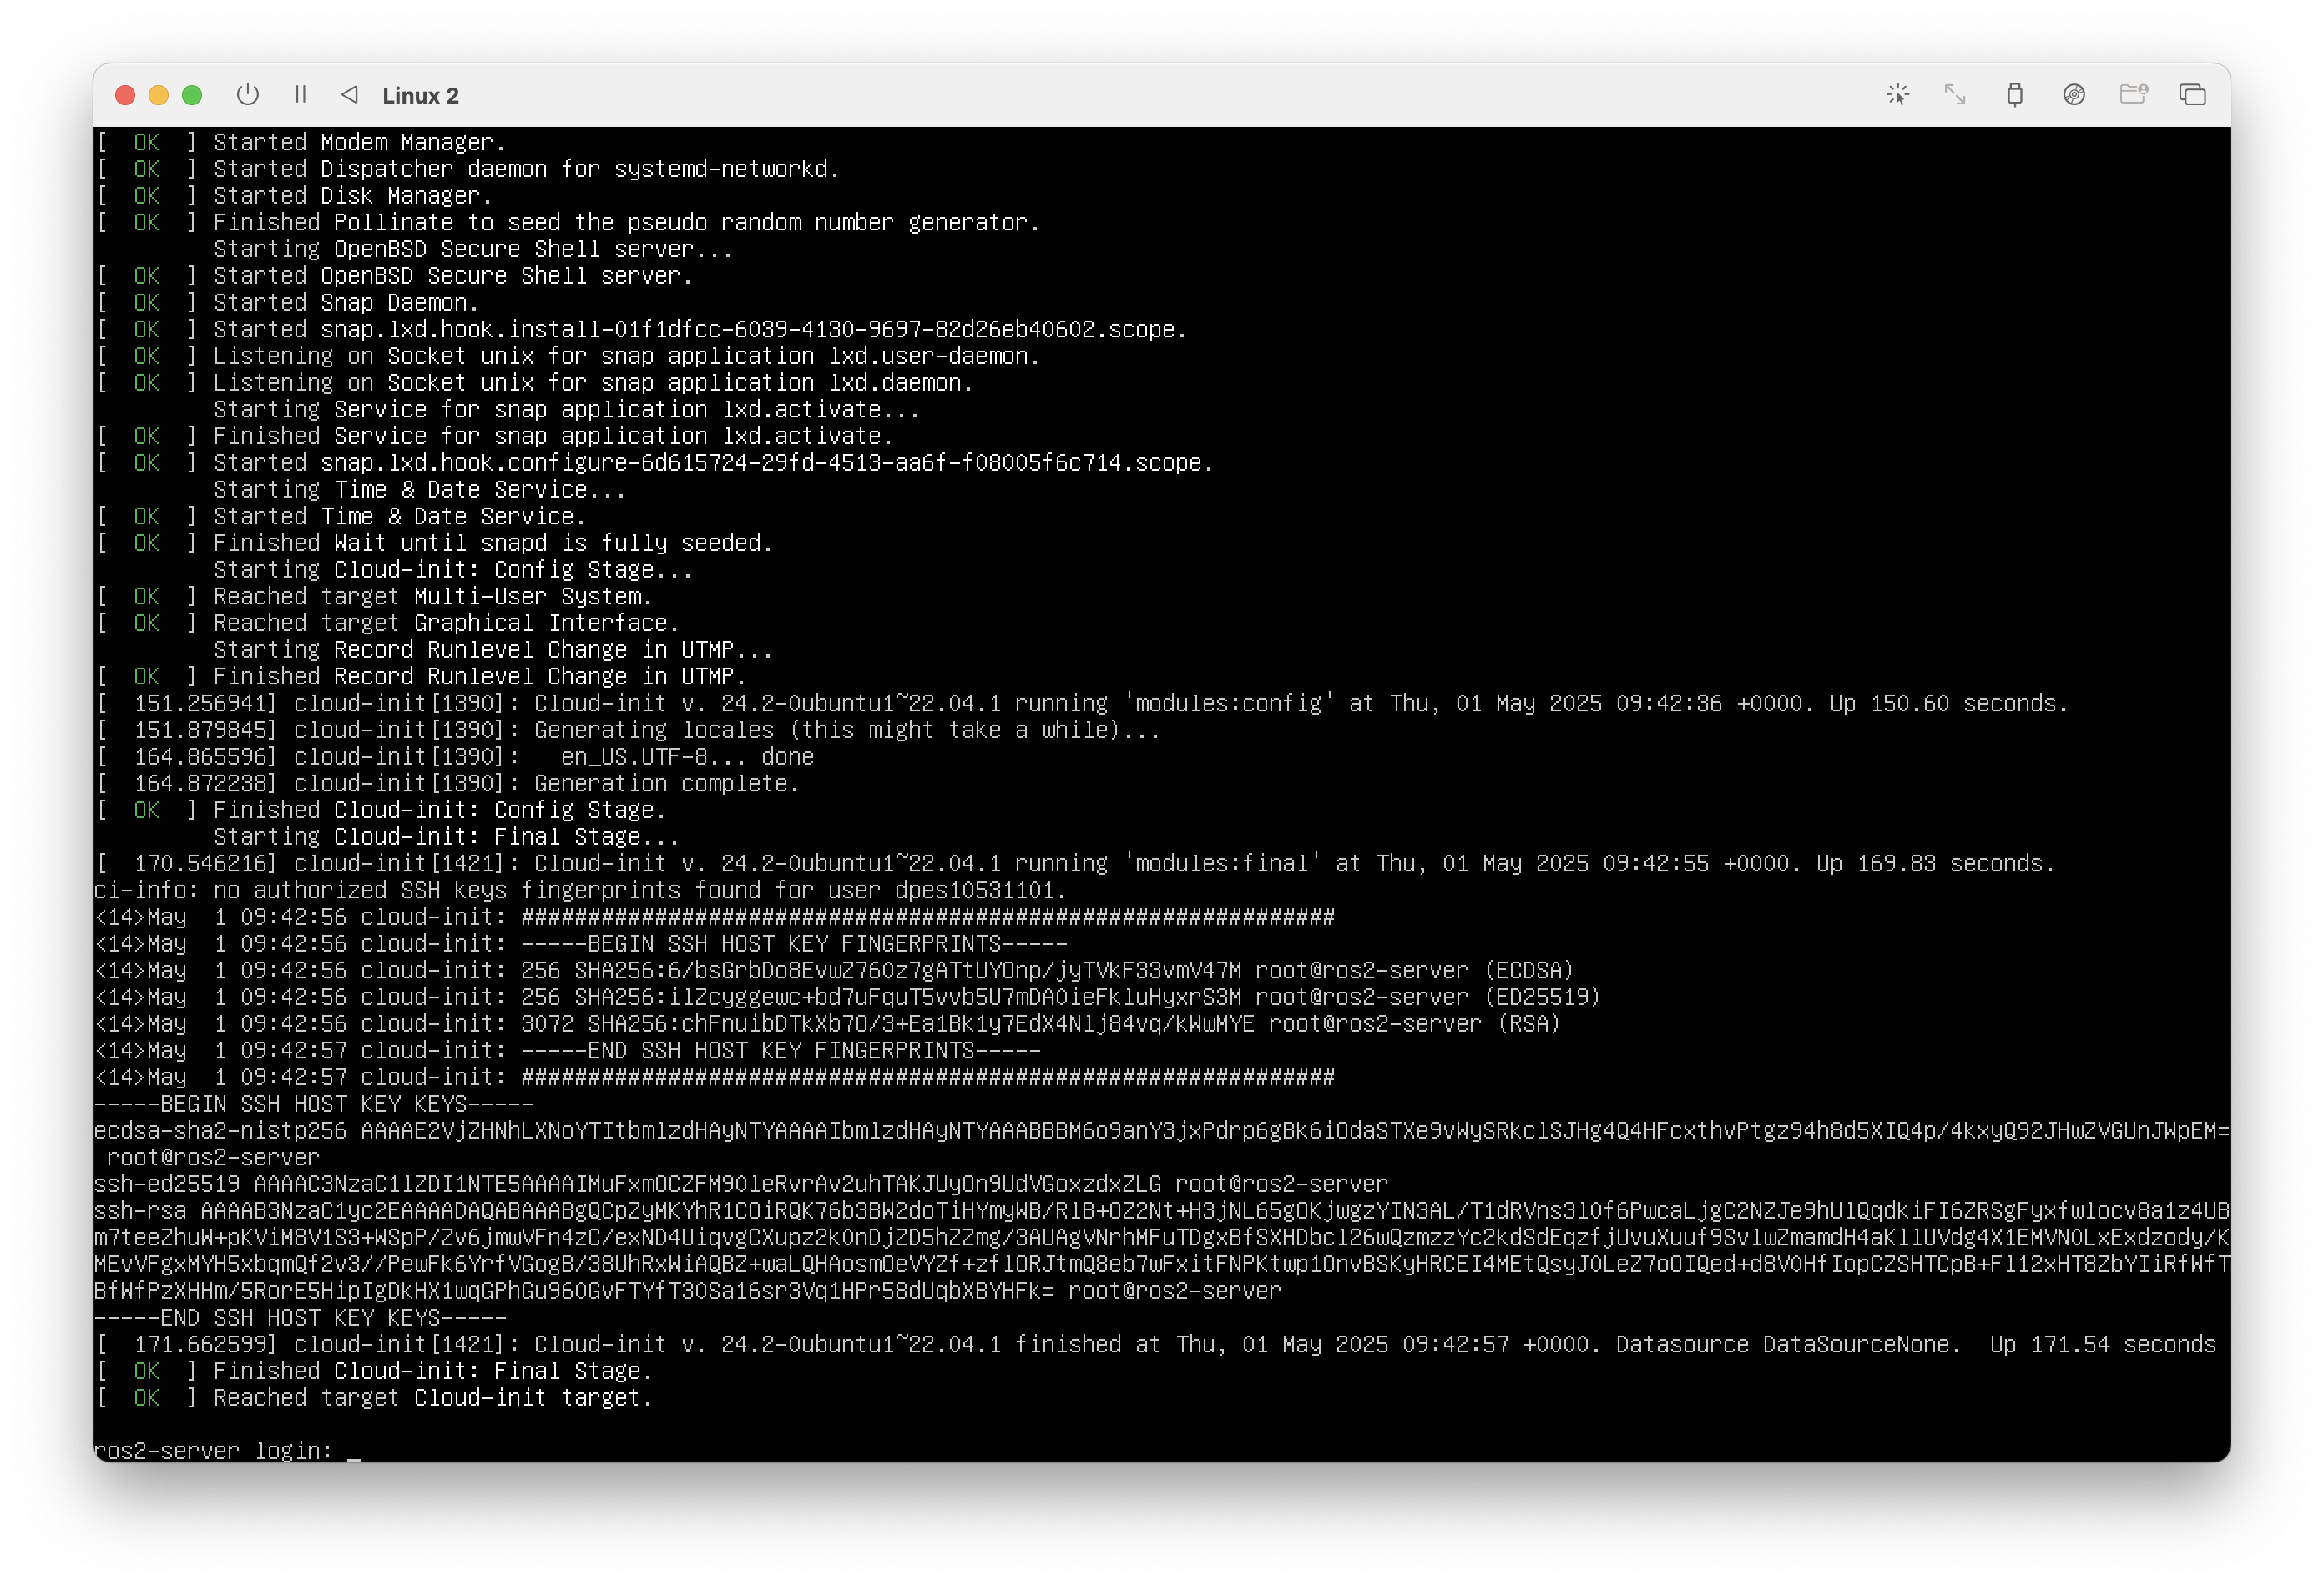 Linux 2
[  OK  ] Started Modem Manager.
[  OK  ] Started Dispatcher daemon for systemd-networkd.
[  OK  ] Started Disk Manager.
[  OK  ] Finished Pollinate to seed the pseudo random number generator.
         Starting OpenBSD Secure Shell server...
[  OK  ] Started OpenBSD Secure Shell server.
[  OK  ] Started Snap Daemon.
[  OK  ] Started snap.lxd.hook.install-01f1dfcc-6039-4130-9697-82d26eb40602.scope.
[  OK  ] Listening on Socket unix for snap application lxd.user-daemon.
[  OK  ] Listening on Socket unix for snap application lxd.daemon.
         Starting Service for snap application lxd.activate...
[  OK  ] Finished Service for snap application lxd.activate.
[  OK  ] Started snap.lxd.hook.configure-6d615724-29fd-4513-aa6f-f08005f6c714.scope.
         Starting Time & Date Service...
[  OK  ] Started Time & Date Service.
[  OK  ] Finished Wait until snapd is fully seeded.
         Starting Cloud-init: Config Stage...
[  OK  ] Reached target Multi-User System.
[  OK  ] Reached target Graphical Interface.
         Starting Record Runlevel Change in UTMP...
[  OK  ] Finished Record Runlevel Change in UTMP.
[  151.256941] cloud-init[1390]: Cloud-init v. 24.2-0ubuntu1~22.04.1 running 'modules:config' at Thu, 01 May 2025 09:42:36 +0000. Up 150.60 seconds.
[  151.879845] cloud-init[1390]: Generating locales (this might take a while)...
[  164.865596] cloud-init[1390]:   en_US.UTF-8... done
[  164.872238] cloud-init[1390]: Generation complete.
[  OK  ] Finished Cloud-init: Config Stage.
         Starting Cloud-init: Final Stage...
[  170.546216] cloud-init[1421]: Cloud-init v. 24.2-0ubuntu1~22.04.1 running 'modules:final' at Thu, 01 May 2025 09:42:55 +0000. Up 169.83 seconds.
ci-info: no authorized SSH keys fingerprints found for user dpes10531101.
<14>May  1 09:42:56 cloud-init: #############################################################
<14>May  1 09:42:56 cloud-init: -----BEGIN SSH HOST KEY FINGERPRINTS-----
<14>May  1 09:42:56 cloud-init: 256 SHA256:6/bsGrbDo8EvwZ760z7gATtUYOnp/jyTVkF33vmV47M root@ros2-server (ECDSA)
<14>May  1 09:42:56 cloud-init: 256 SHA256:ilZcyggewc+bd7uFquT5vvb5U7mDA0ieFkluHyxrS3M root@ros2-server (ED25519)
<14>May  1 09:42:56 cloud-init: 3072 SHA256:chFnuibDTkXb7O/3+Ea1Bk1y7EdX4Nlj84vq/kWwMYE root@ros2-server (RSA)
<14>May  1 09:42:57 cloud-init: -----END SSH HOST KEY FINGERPRINTS-----
<14>May  1 09:42:57 cloud-init: #############################################################
-----BEGIN SSH HOST KEY KEYS-----
ecdsa-sha2-nistp256 AAAAE2VjZHNhLXNoYTItbmlzdHAyNTYAAAAIbmlzdHAyNTYAAABBBM6o9anY3jxPdrp6gBk6iOdaSTXe9vWySRkclSJHg4Q4HFcxthvPtgz94h8d5XIQ4p/4kxyQ92JHwZVGUnJWpEM=
 root@ros2-server
ssh-ed25519 AAAAC3NzaC1lZDI1NTE5AAAAIMuFxmOCZFM9OleRvrAv2uhTAKJUyOn9UdVGoxzdxZLG root@ros2-server
ssh-rsa AAAAB3NzaC1yc2EAAAADAQABAAABgQCpZyMKYhR1COiRQK76b3BW2doTiHYmyWB/RlB+OZ2Nt+H3jNL65gOKjwgzYIN3AL/T1dRVns3lOf6PwcaLjgC2NZJe9hUlQqdkiFI6ZRSgFyxfwlocv8a1z4UB
m7teeZhuW+pKViM8V1S3+WSpP/Zv6jmwVFn4zC/exND4UiqvgCXupz2kOnDjZD5hZZmg/3AUAgVNrhMFuTDgxBfSXHDbcl26wQzmzzYc2kdSdEqzfjUvuXuuf9SvlwZmamdH4aKllUVdg4X1EMVNOLxExdzody/K
MEvVFgxMYH5xbqmQf2v3//PewFk6YrfVGogB/38UhRxWiAQBZ+waLQHAosmOeVYZf+zflORJtmQ8eb7wFxitFNPKtwp1OnvBSKyHRCEI4MEtQsyJOLeZ7oOIQed+d8VOHfIopCZSHTCpB+Fl12xHT8ZbYIiRfWfT
BfWfPzXHHm/5RorE5HipIgDkHX1wqGPhGu96OGvFTYfT3OSa16sr3Vq1HPr58dUqbXBYHFk= root@ros2-server
-----END SSH HOST KEY KEYS-----
[  171.662599] cloud-init[1421]: Cloud-init v. 24.2-0ubuntu1~22.04.1 finished at Thu, 01 May 2025 09:42:57 +0000. Datasource DataSourceNone.  Up 171.54 seconds
[  OK  ] Finished Cloud-init: Final Stage.
[  OK  ] Reached target Cloud-init target.
ros2-server login: _